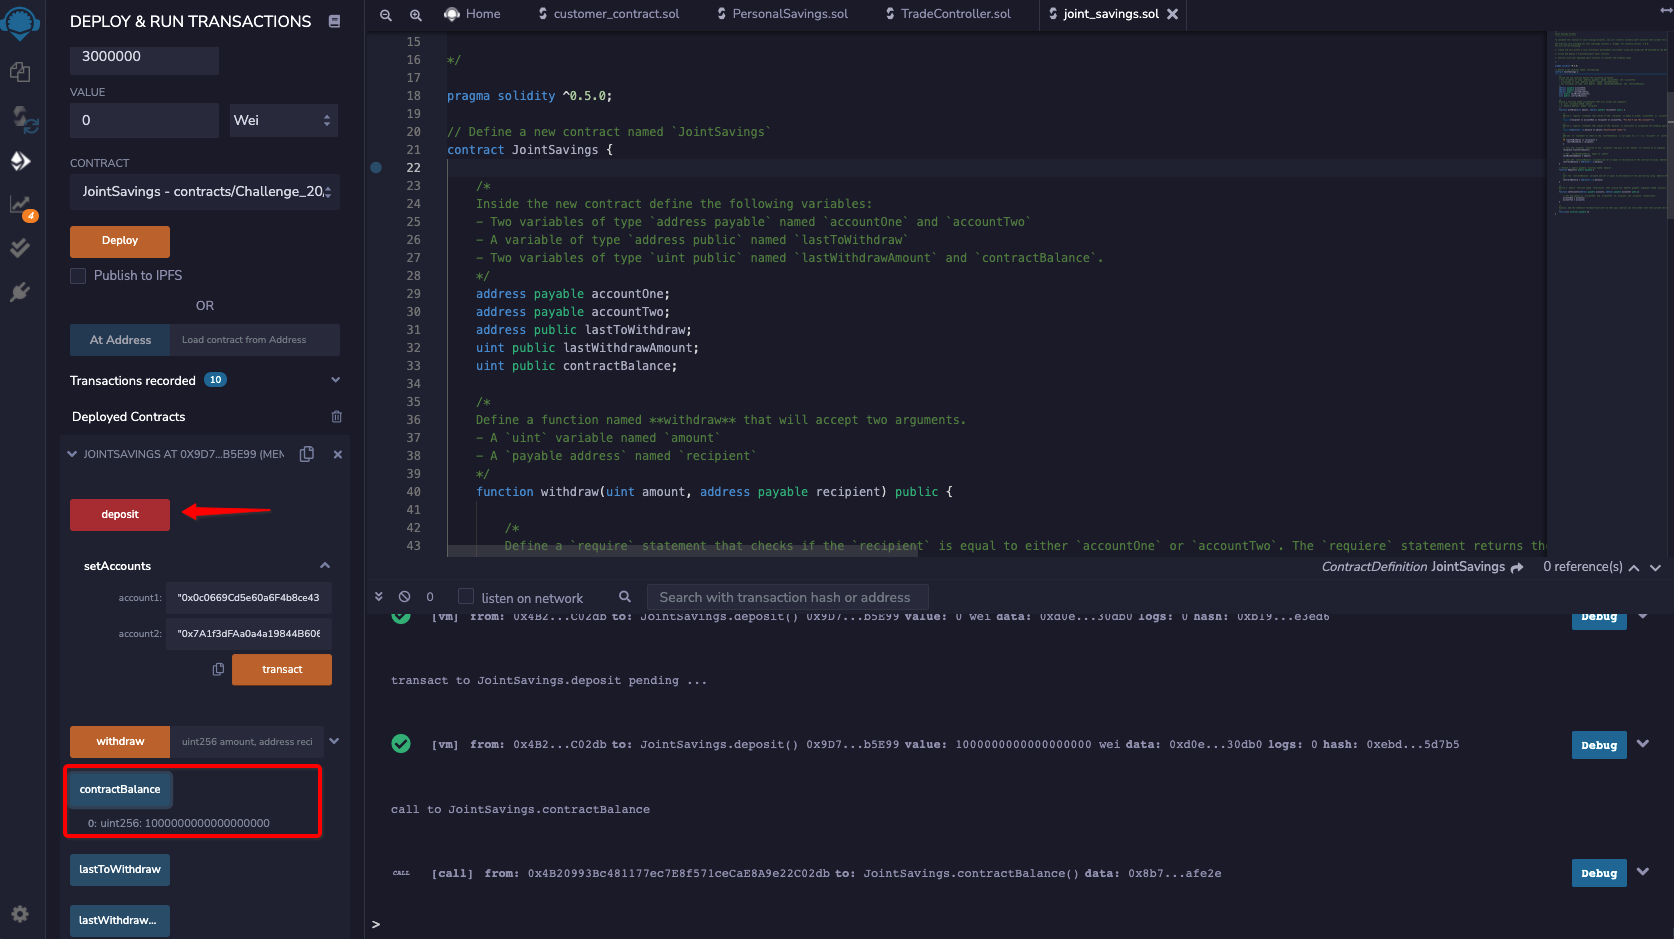 DEPLOY & RUN TRANSACTIONS
3000000
VALUE
0
Wei
CONTRACT
JointSavings - contracts/Challenge_20/
Deploy
Publish to IPFS
OR
At Address
Load contract from Address
Transactions recorded 10
Deployed Contracts
JOINTSAVINGS AT 0X9D7...B5E99 (MEM
deposit
setAccounts
account1: "0x0c0669Cd5e60a6F4b8ce43
account2: "0x7A1f3dFAa0a4a19844B606
transact
withdraw
uint256 amount, address reci
contractBalance
0: uint256: 1000000000000000000
lastToWithdraw
lastWithdraw...
4
Home
customer_contract.sol
PersonalSavings.sol
TradeController.sol
joint_savings.sol
15
16 */
17
18 pragma solidity ^0.5.0;
19
20 // Define a new contract named `JointSavings`
21 contract JointSavings {
22
23 /*
24 Inside the new contract define the following variables:
25 - Two variables of type `address payable` named `accountOne` and `accountTwo`
26 - A variable of type `address public` named `lastToWithdraw`
27 - Two variables of type `uint public` named `lastWithdrawAmount` and `contractBalance`.
28 */
29 address payable accountOne;
30 address payable accountTwo;
31 address public lastToWithdraw;
32 uint public lastWithdrawAmount;
33 uint public contractBalance;
34
35 /*
36 Define a function named **withdraw** that will accept two arguments.
37 - A `uint` variable named `amount`
38 - A `payable address` named `recipient`
39 */
40 function withdraw(uint amount, address payable recipient) public {
41
42 /*
43 Define a `require` statement that checks if the `recipient` is equal to either `accountOne` or `accountTwo`. The `requiere` statement returns the
ContractDefinition JointSavings 0 reference(s)
0
listen on network
Search with transaction hash or address
[vm] from: 0x4B2...C02db to: JointSavings.deposit() 0x9D7...b5E99 value: 0 wei data: 0xd0e...30db0 logs: 0 hash: 0xb19...e3ed6
Debug
transact to JointSavings.deposit pending ...
[vm] from: 0x4B2...C02db to: JointSavings.deposit() 0x9D7...b5E99 value: 1000000000000000000 wei data: 0xd0e...30db0 logs: 0 hash: 0xebd...5d7b5
Debug
call to JointSavings.contractBalance
CALL [call] from: 0x4B20993Bc481177ec7E8f571ceCaE8A9e22C02db to: JointSavings.contractBalance() data: 0x8b7...afe2e
Debug
>